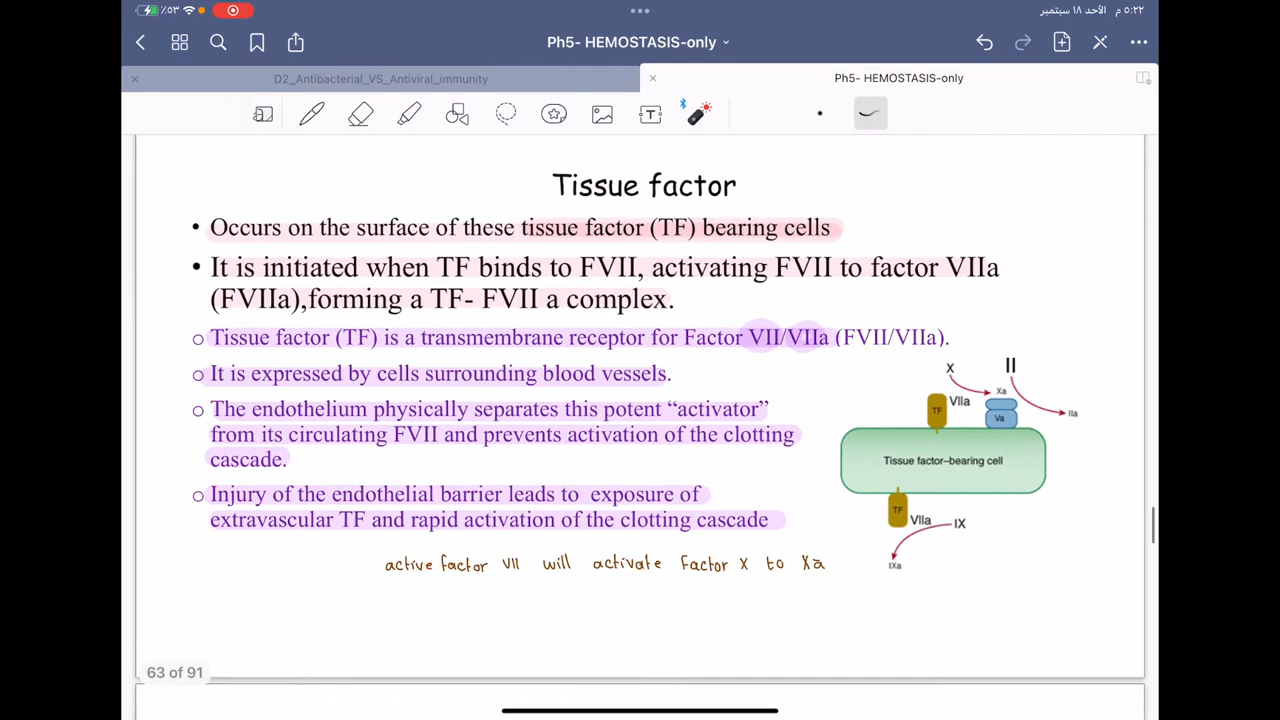 ٪٥٣
٥:٢٢ م الأحد ١٨ سبتمبر
Ph5- HEMOSTASIS-only
D2_Antibacterial_VS_Antiviral_immunity
Ph5- HEMOSTASIS-only
T
Tissue factor
• Occurs on the surface of these tissue factor (TF) bearing cells
• It is initiated when TF binds to FVII, activating FVII to factor VIIa
(FVIIa),forming a TF- FVII a complex.
o Tissue factor (TF) is a transmembrane receptor for Factor VII/VIIa (FVII/VIIa).
o It is expressed by cells surrounding blood vessels.
o The endothelium physically separates this potent “activator”
from its circulating FVII and prevents activation of the clotting
cascade.
o Injury of the endothelial barrier leads to exposure of
extravascular TF and rapid activation of the clotting cascade
X II
Xa
TF VIIa
Va IIa
Tissue factor–bearing cell
TF VIIa IX
IXa
active factor VII will activate Factor X to Xa
63 of 91